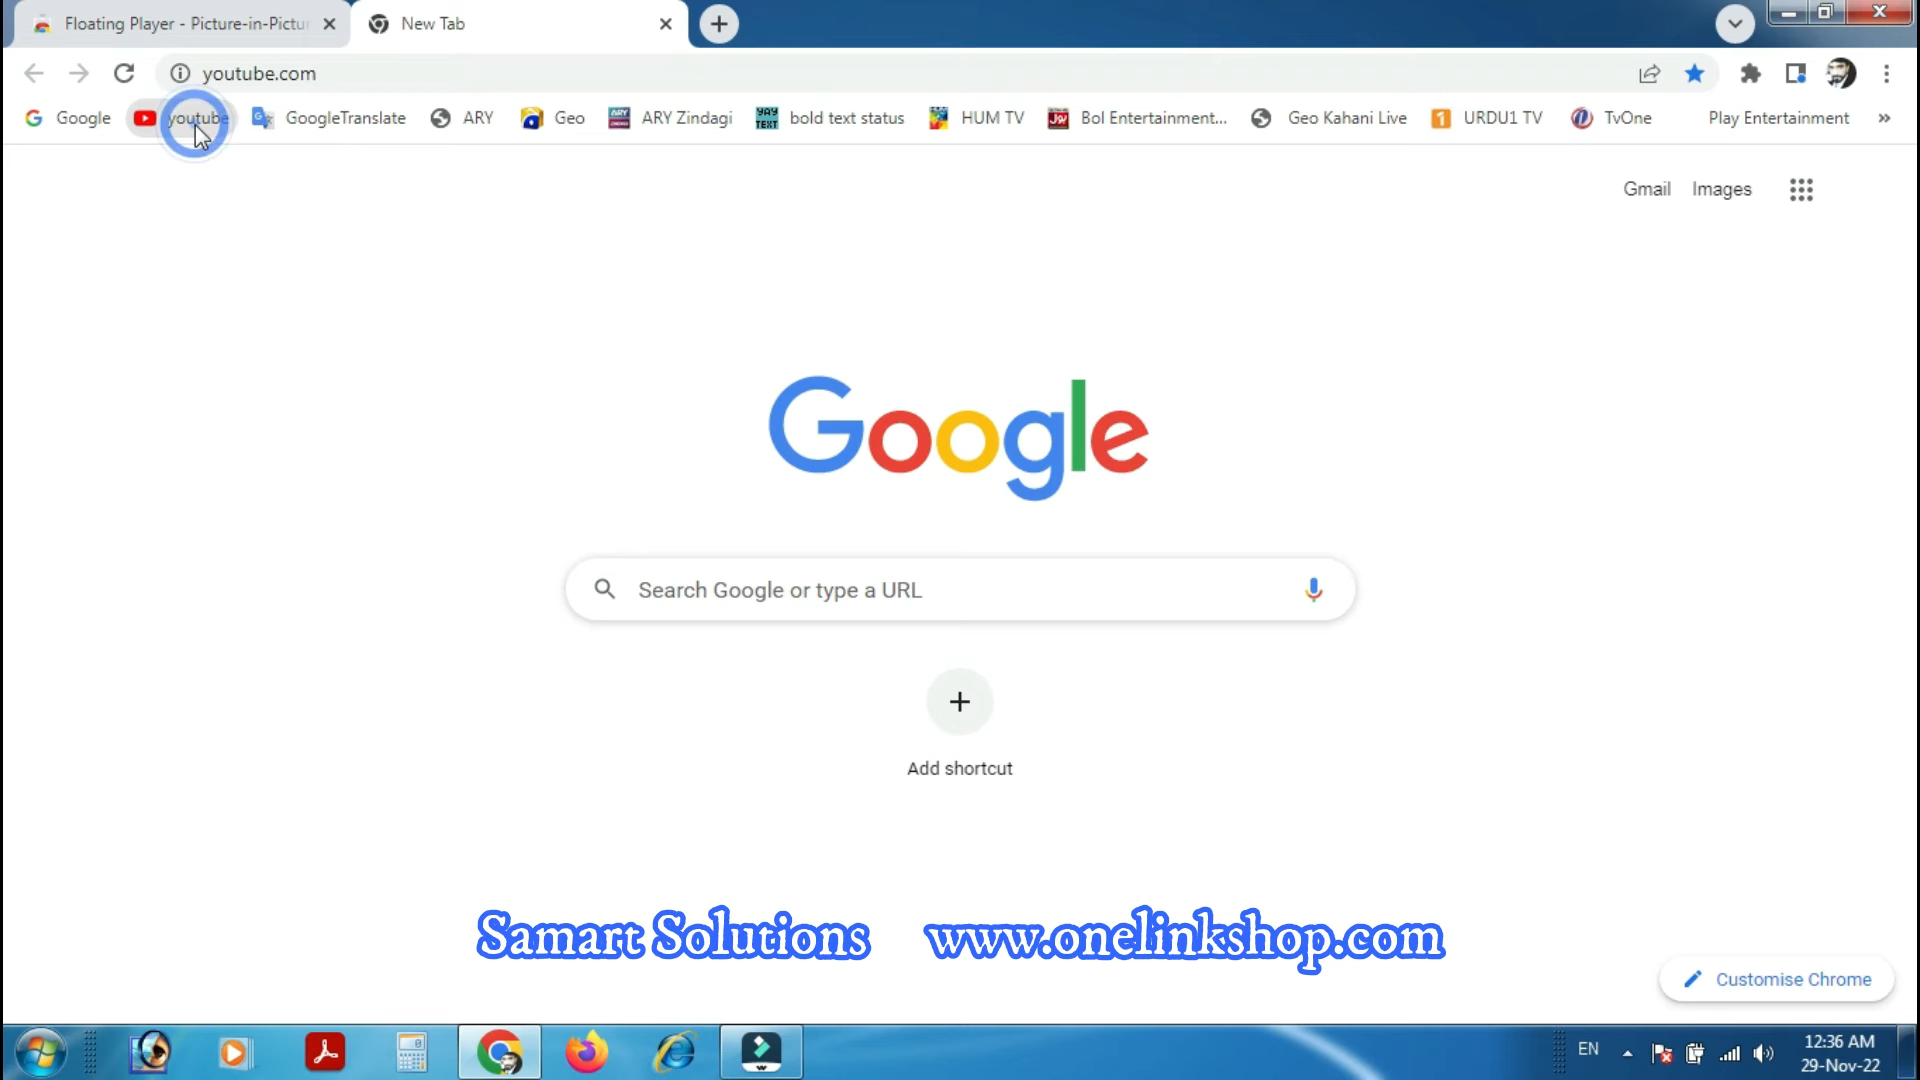 Floating Player - Picture-in-Pictur
New Tab
youtube.com
Google
youtube
GoogleTranslate
ARY
Geo
ARY Zindagi
bold text status
HUM TV
Bol Entertainment...
Geo Kahani Live
URDU1 TV
TvOne
Play Entertainment
»
Gmail
Images
Google
Search Google or type a URL
Add shortcut
Samart Solutions www.onelinkshop.com
Customise Chrome
EN
12:36 AM
29-Nov-22